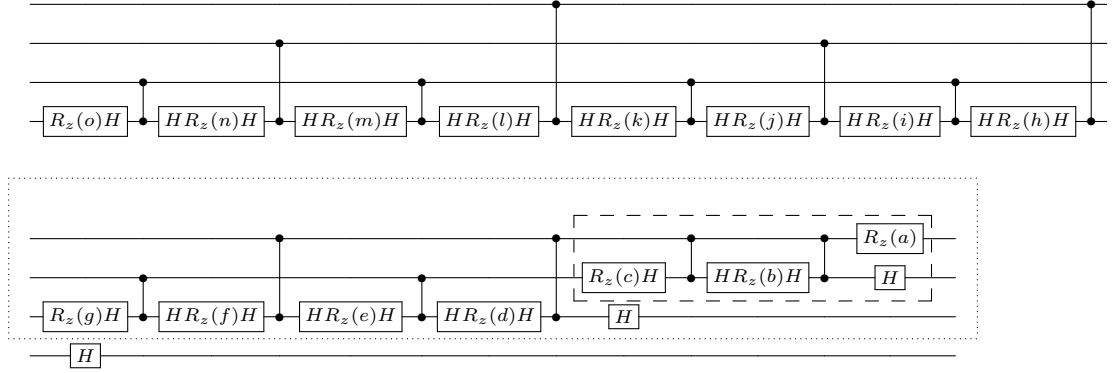 R_z(o)H HR_z(n)H HR_z(m)H HR_z(l)H HR_z(k)H HR_z(j)H HR_z(i)H HR_z(h)H
R_z(a)
R_z(c)H HR_z(b)H H
R_z(g)H HR_z(f)H HR_z(e)H HR_z(d)H H
H